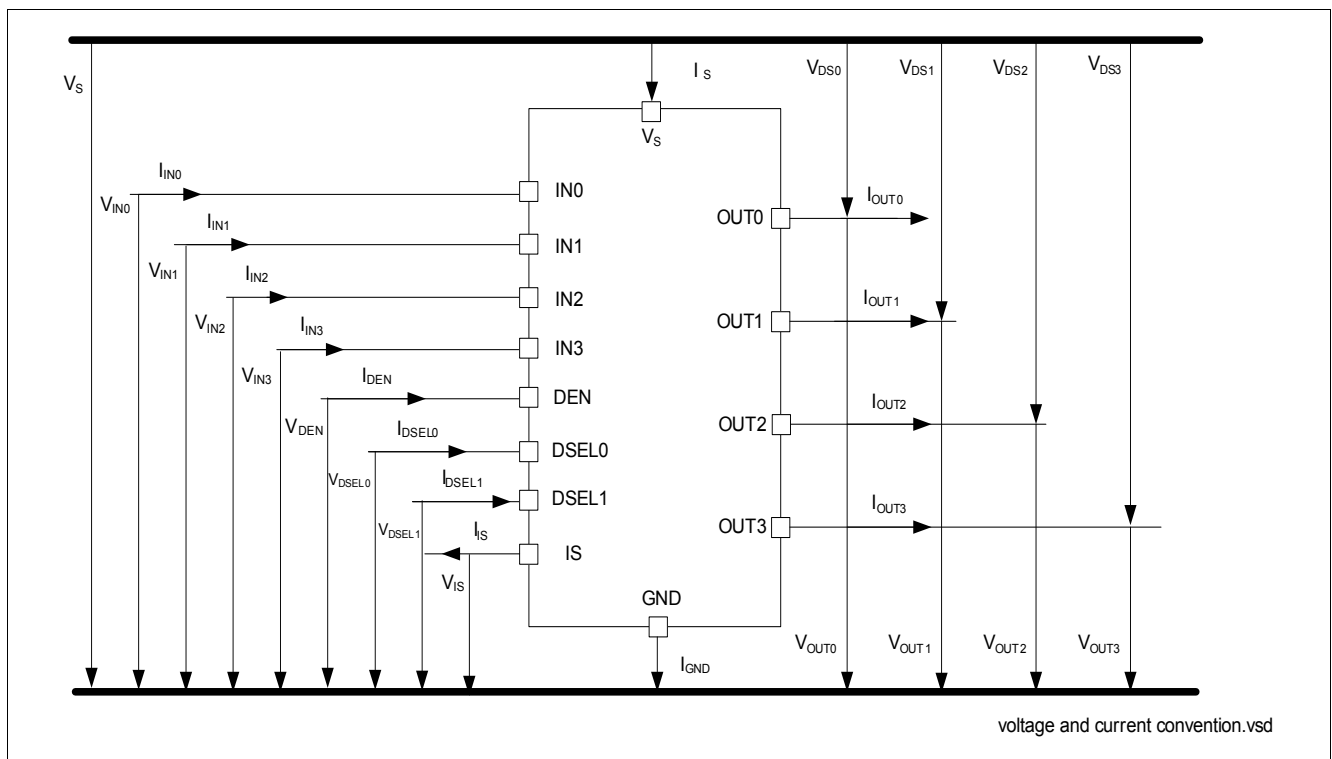 V_S
I_S
V_DS0
V_DS1
V_DS2
V_DS3
V_S
I_IN0
IN0
V_IN0
I_IN1
IN1
V_IN1
I_IN2
IN2
V_IN2
I_IN3
IN3
V_IN3
I_DEN
DEN
V_DEN
I_DSEL0
DSEL0
V_DSEL0
I_DSEL1
DSEL1
V_DSEL1
I_IS
IS
V_IS
OUT0
I_OUT0
OUT1
I_OUT1
OUT2
I_OUT2
OUT3
I_OUT3
GND
I_GND
V_OUT0
V_OUT1
V_OUT2
V_OUT3
voltage and current convention.vsd